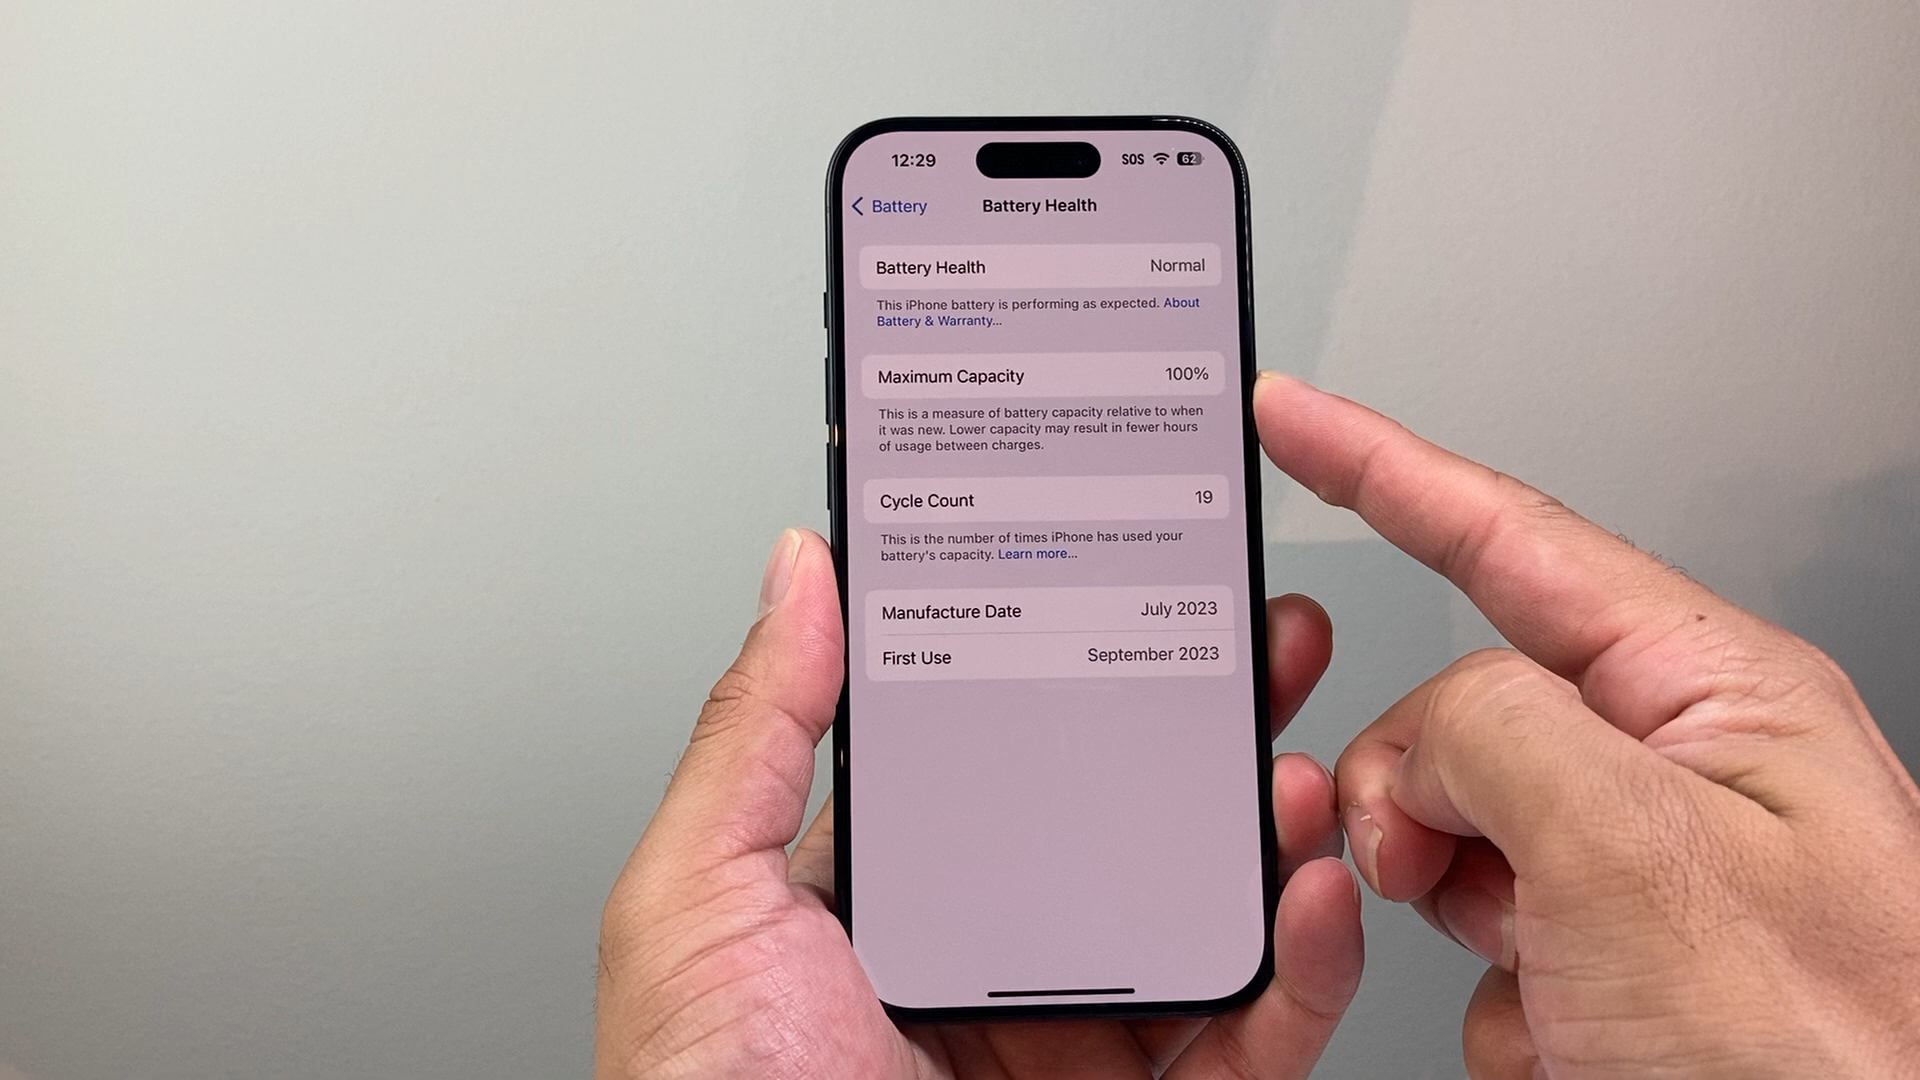 12:29 SOS 62
Battery Battery Health
Battery Health Normal
This iPhone battery is performing as expected. About
Battery & Warranty...
Maximum Capacity 100%
This is a measure of battery capacity relative to when
it was new. Lower capacity may result in fewer hours
of usage between charges.
Cycle Count 19
This is the number of times iPhone has used your
battery's capacity. Learn more...
Manufacture Date July 2023
First Use September 2023